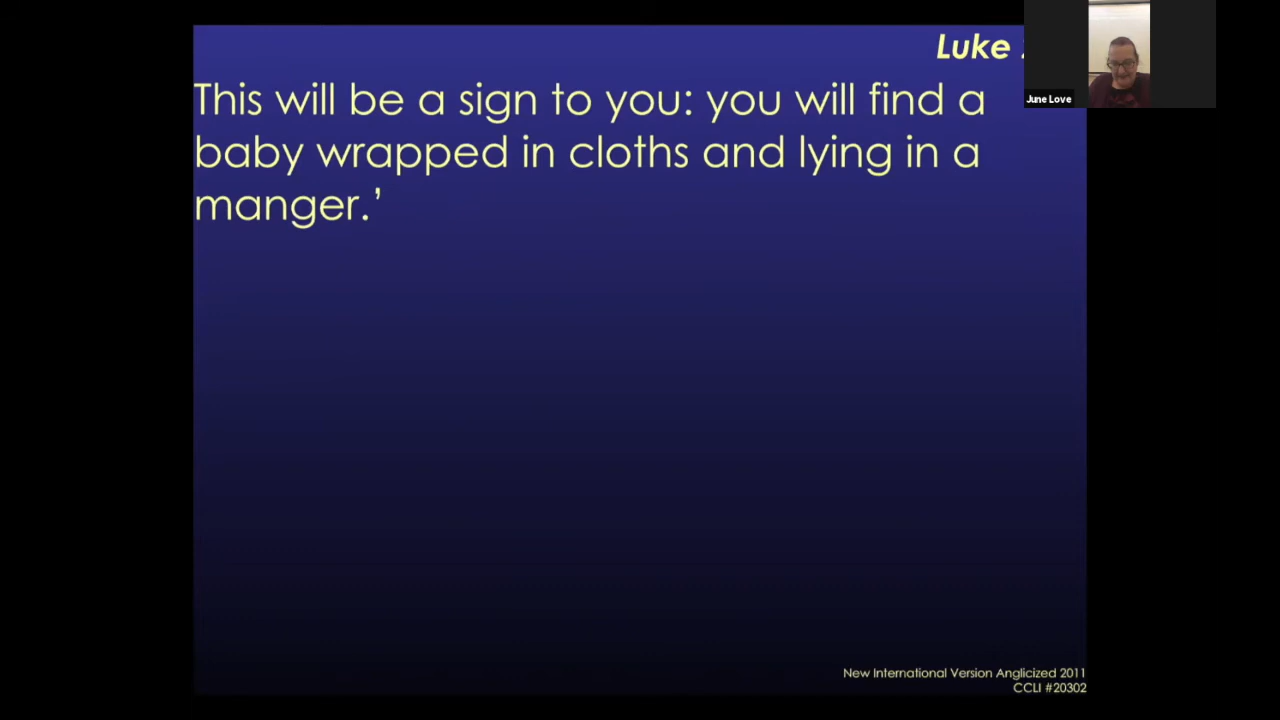 Luke
This will be a sign to you: you will find a
baby wrapped in cloths and lying in a
manger.’
June Love
New International Version Anglicized 2011
CCLI #20302